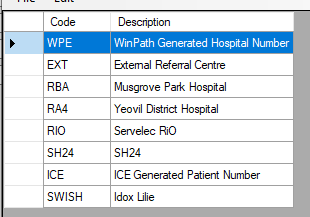 File Edit
Code Description
WPE WinPath Generated Hospital Number
EXT External Referral Centre
RBA Musgrove Park Hospital
RA4 Yeovil District Hospital
RIO Servelec RiO
SH24 SH24
ICE ICE Generated Patient Number
SWISH Idox Lilie